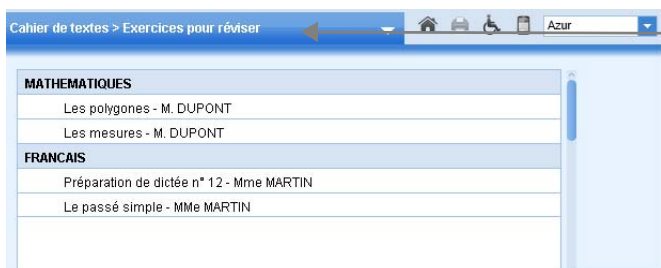 Cahier de textes > Exercices pour réviser
Azur
MATHEMATIQUES
Les polygones - M. DUPONT
Les mesures - M. DUPONT
FRANCAIS
Préparation de dictée n° 12 - Mme MARTIN
Le passé simple - MMe MARTIN